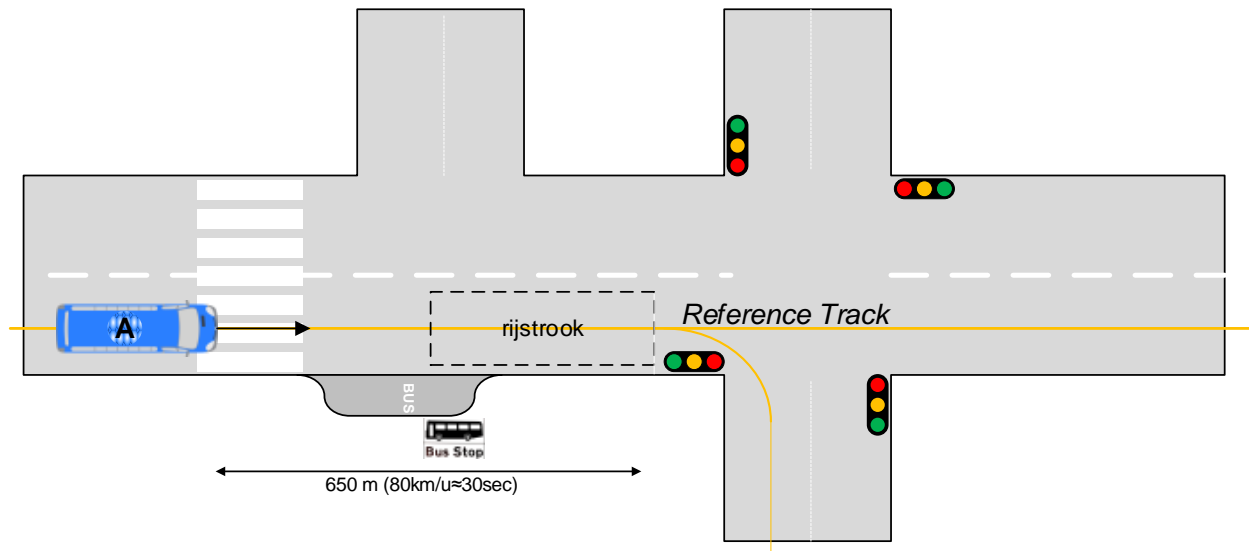 A
rijstrook
Reference Track
BUS
Bus Stop
650 m (80km/u≈30sec)